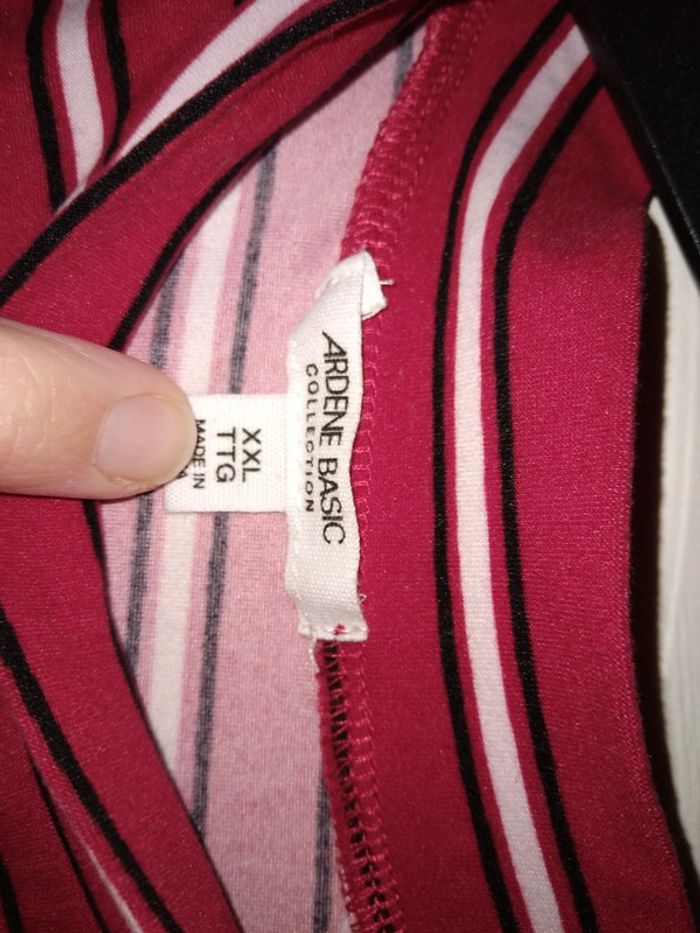 ARDENE BASIC
COLLECTION
XXL
TTG
MADE IN